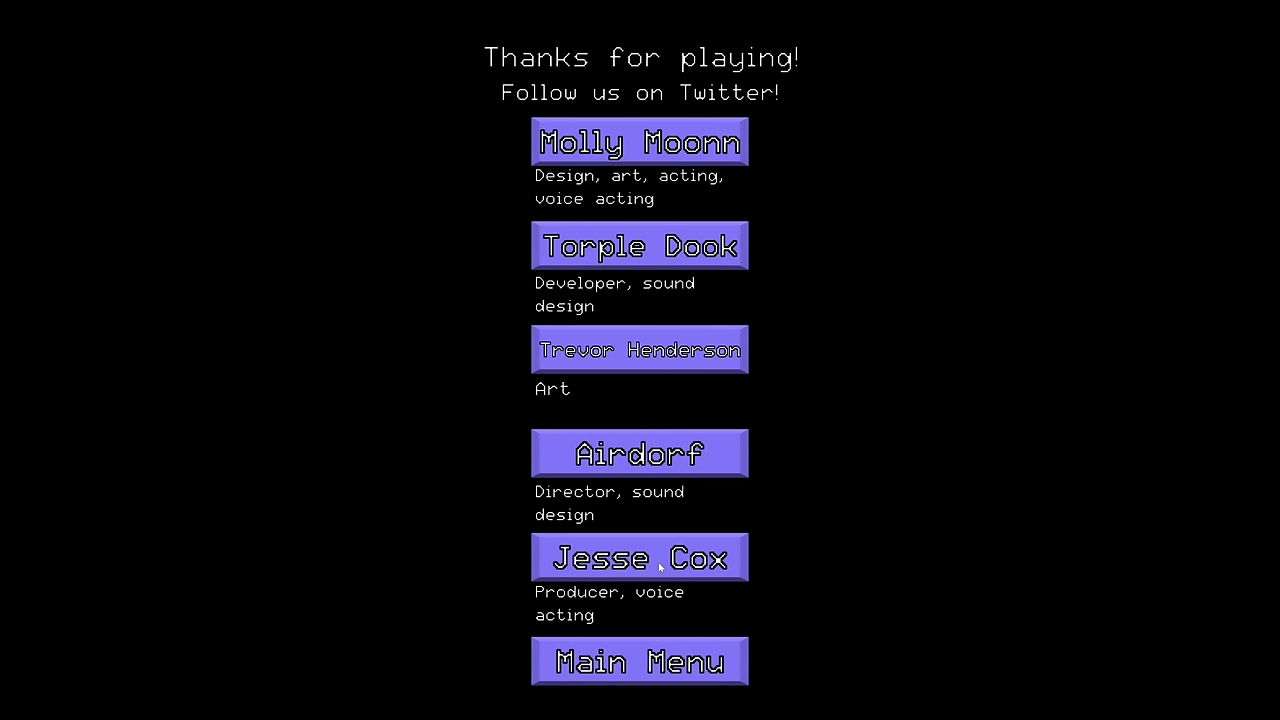 Thanks for playing!
Follow us on Twitter!
Molly Moonn
Design, art, acting,
voice acting
Torple Dook
Developer, sound
design
Trevor Henderson
Art
Airdorf
Director, sound
design
Jesse Cox
Producer, voice
acting
Main Menu